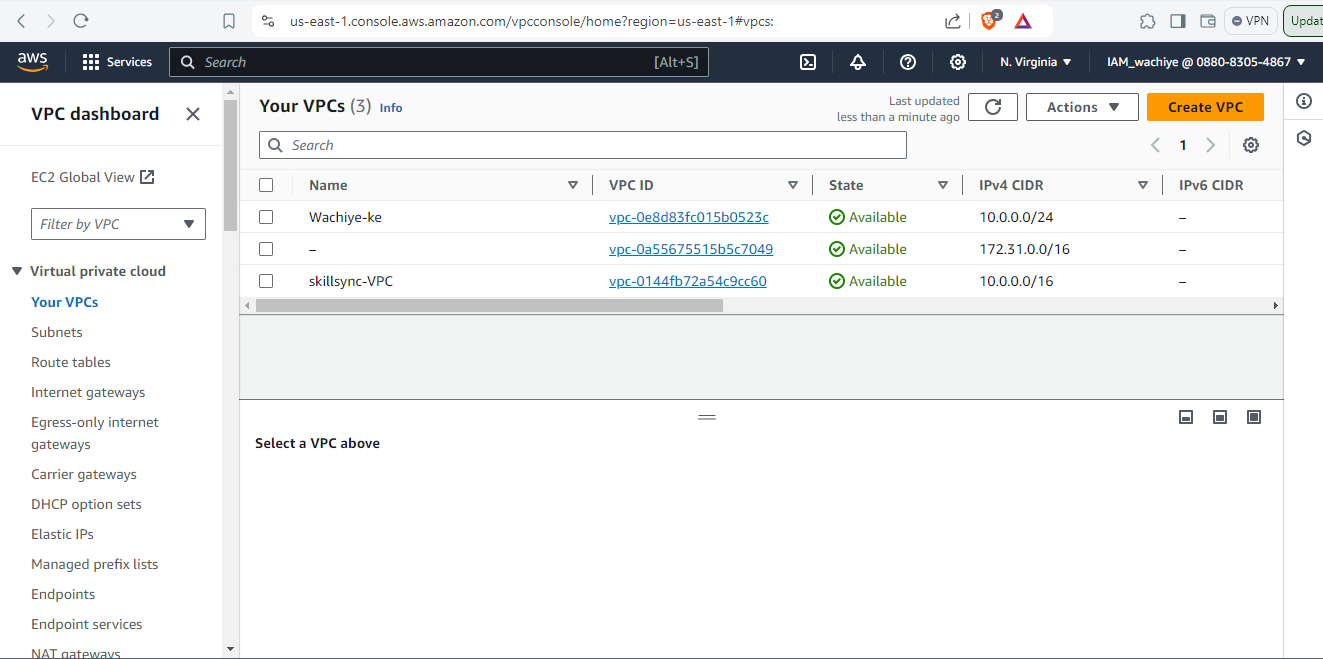 us-east-1.console.aws.amazon.com/vpcconsole/home?region=us-east-1#vpcs:
2
VPN
Updat
aws
Services
Search
[Alt+S]
N. Virginia
IAM_wachiye @ 0880-8305-4867
VPC dashboard
EC2 Global View
Filter by VPC
Virtual private cloud
Your VPCs
Subnets
Route tables
Internet gateways
Egress-only internet
gateways
Carrier gateways
DHCP option sets
Elastic IPs
Managed prefix lists
Endpoints
Endpoint services
NAT gateways
Your VPCs (3) Info
Last updated
less than a minute ago
Actions
Create VPC
Search
1
Name VPC ID State IPv4 CIDR IPv6 CIDR
Wachiye-ke vpc-0e8d83fc015b0523c Available 10.0.0.0/24 –
– vpc-0a55675515b5c7049 Available 172.31.0.0/16 –
skillsync-VPC vpc-0144fb72a54c9cc60 Available 10.0.0.0/16 –
Select a VPC above